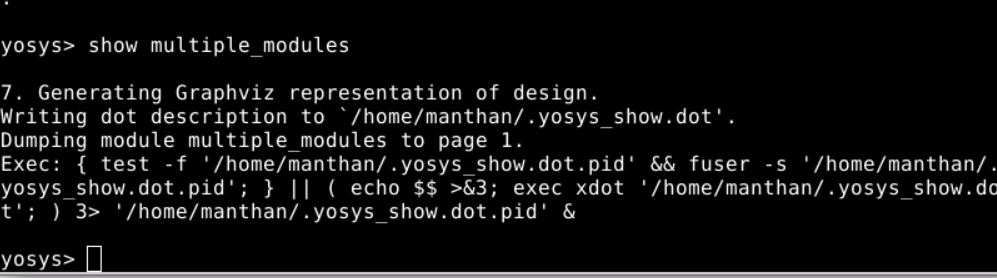 .
yosys> show multiple_modules
7. Generating Graphviz representation of design.
Writing dot description to `/home/manthan/.yosys_show.dot'.
Dumping module multiple_modules to page 1.
Exec: { test -f '/home/manthan/.yosys_show.dot.pid' && fuser -s '/home/manthan/.
yosys_show.dot.pid'; } || ( echo $$ >&3; exec xdot '/home/manthan/.yosys_show.do
t'; ) 3> '/home/manthan/.yosys_show.dot.pid' &
yosys>